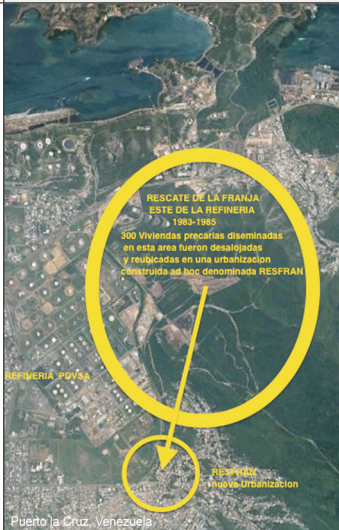 RESCATE DE LA FRANJA
ESTE DE LA REFINERIA
1983-1985
300 Viviendas precarias diseminadas
en esta area fueron desalojadas
y reubicadas en una urbanización
construida ad hoc denominada RESFRAN
REFINERIA PDVSA
RESFRAN
nueva Urbanizacion
Puerto la Cruz, Venezuela